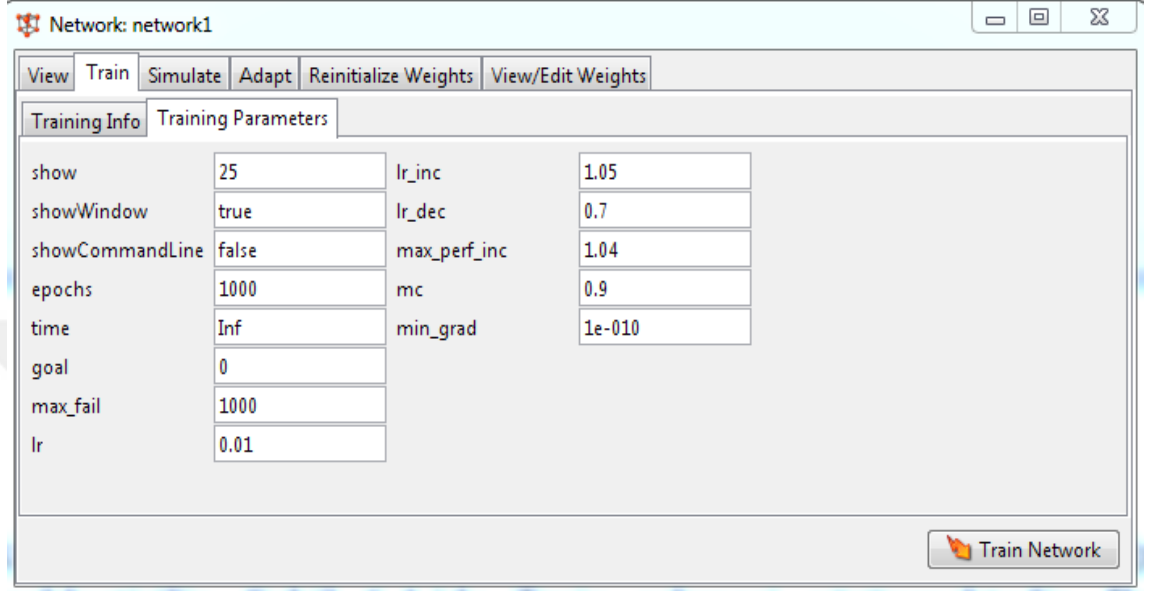 Network: network1
View Train Simulate Adapt Reinitialize Weights View/Edit Weights
Training Info Training Parameters
show 25 lr_inc 1.05
showWindow true lr_dec 0.7
showCommandLine false max_perf_inc 1.04
epochs 1000 mc 0.9
time Inf min_grad 1e-010
goal 0
max_fail 1000
lr 0.01
Train Network